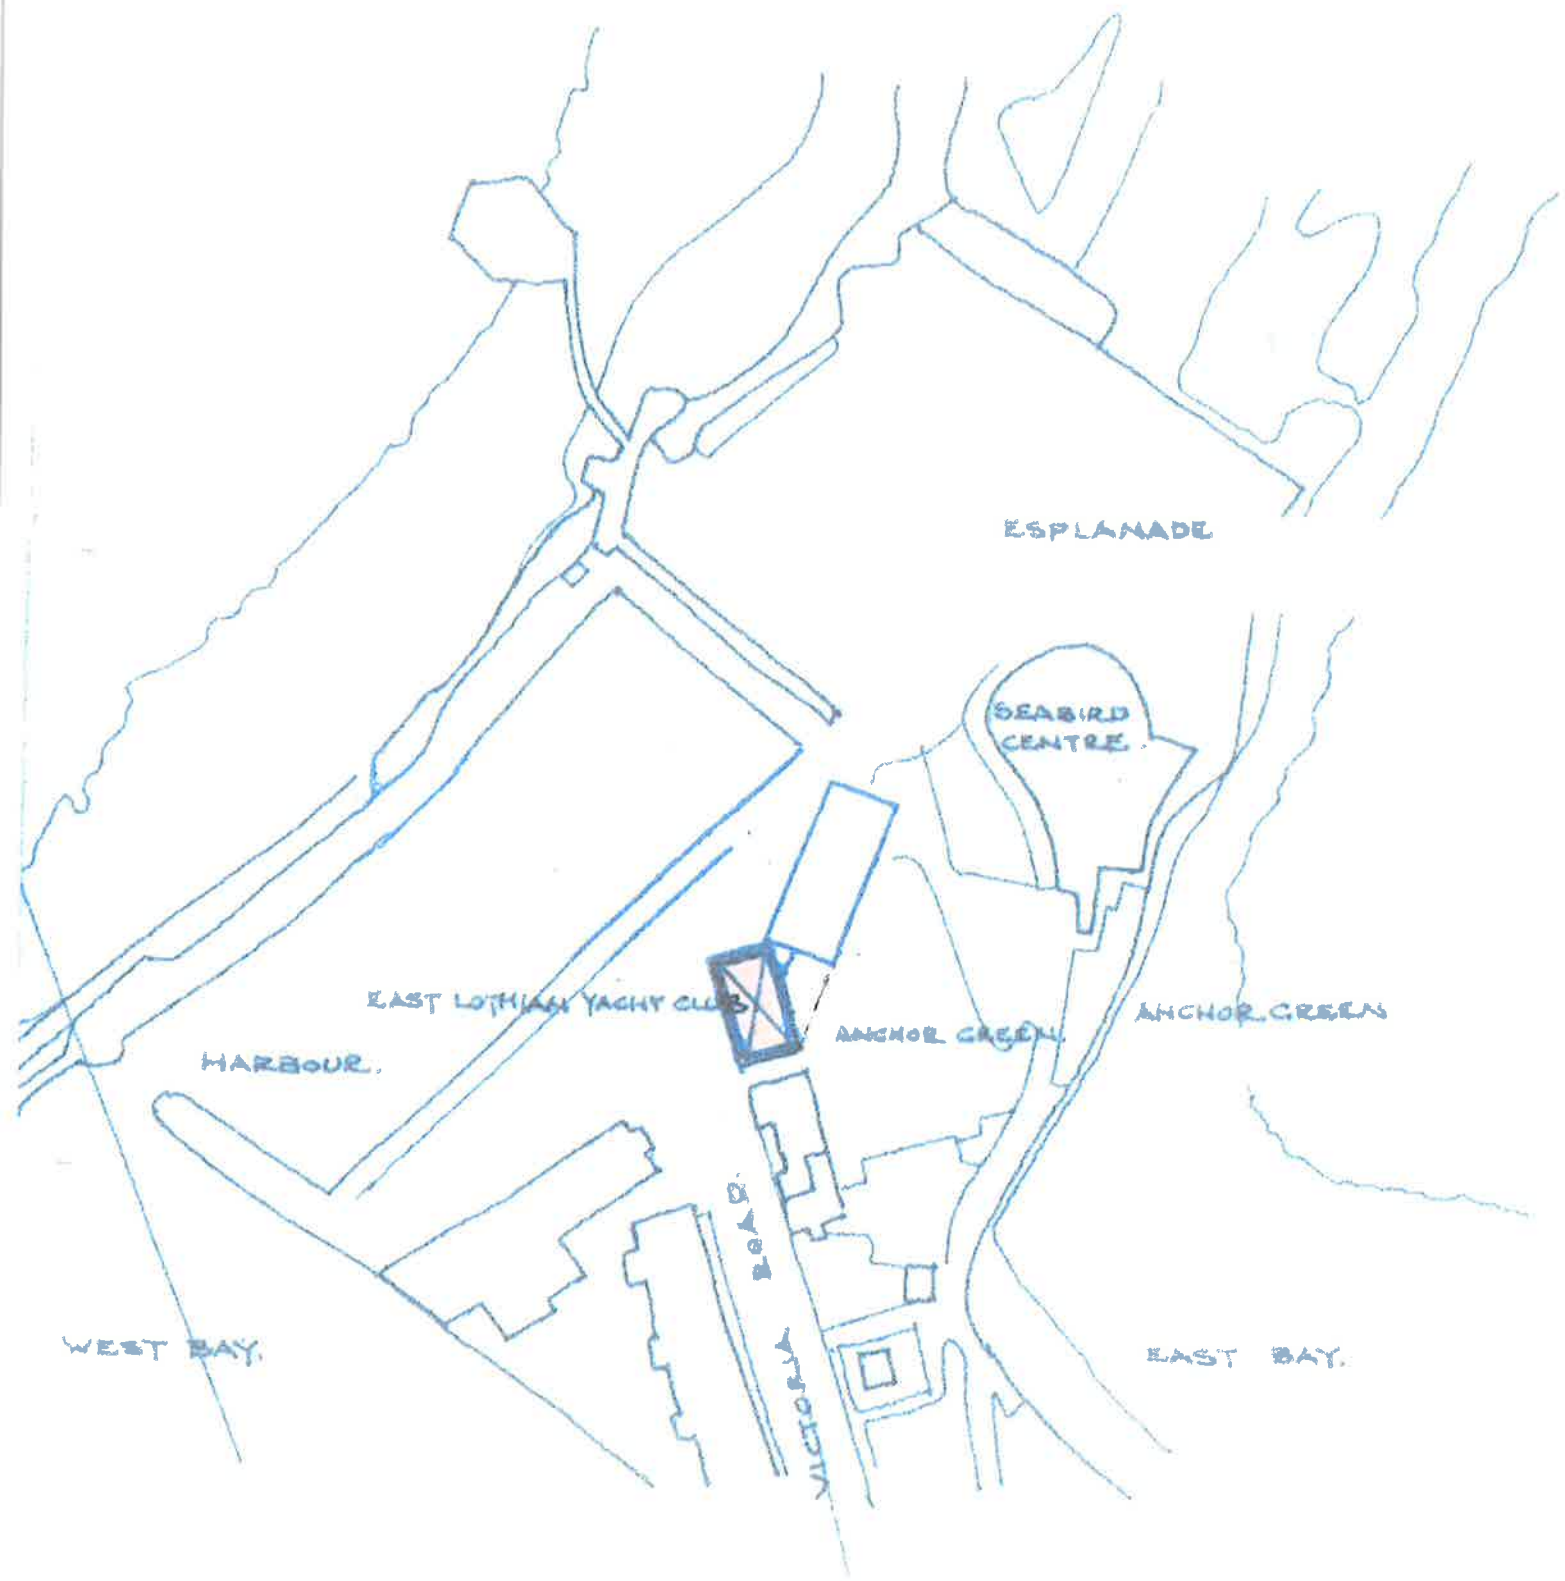 ESPLANADE
SEABIRD
CENTRE.
EAST LOTHIAN YACHT CLUB
ANCHOR GREEN.
ANCHOR GREEN
HARBOUR.
VICTORIA ROAD.
WEST BAY.
EAST BAY.